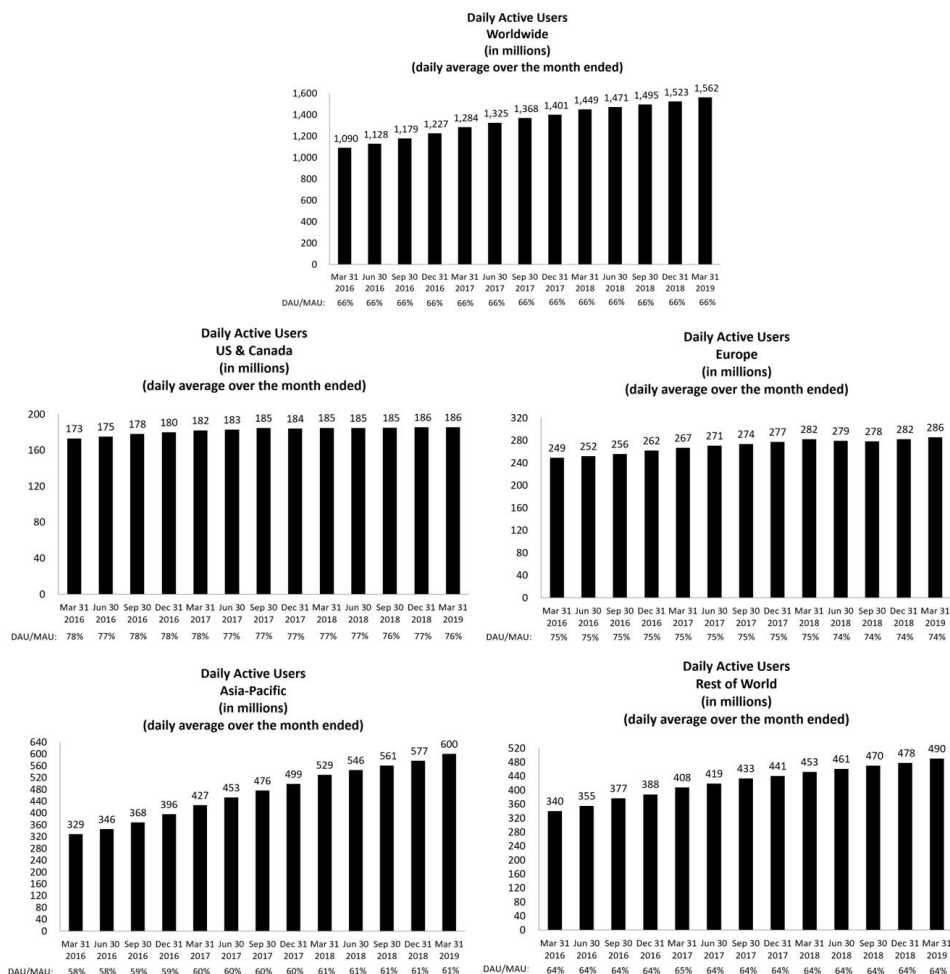 Daily Active Users
Worldwide
(in millions)
(daily average over the month ended)
1,600
1,400
1,200
1,000
800
600
400
200
0
1,090 1,128 1,179 1,227 1,284 1,325 1,368 1,401 1,449 1,471 1,495 1,523 1,562
Mar 31 Jun 30 Sep 30 Dec 31 Mar 31 Jun 30 Sep 30 Dec 31 Mar 31 Jun 30 Sep 30 Dec 31 Mar 31
2016 2016 2016 2016 2017 2017 2017 2017 2018 2018 2018 2018 2019
DAU/MAU: 66% 66% 66% 66% 66% 66% 66% 66% 66% 66% 66% 66% 66%
Daily Active Users
US & Canada
(in millions)
(daily average over the month ended)
200
160
120
80
40
0
173 175 178 180 182 183 185 184 185 185 185 186 186
Mar 31 Jun 30 Sep 30 Dec 31 Mar 31 Jun 30 Sep 30 Dec 31 Mar 31 Jun 30 Sep 30 Dec 31 Mar 31
2016 2016 2016 2016 2017 2017 2017 2017 2018 2018 2018 2018 2019
DAU/MAU: 78% 77% 78% 78% 78% 77% 77% 77% 77% 77% 76% 77% 76%
Daily Active Users
Europe
(in millions)
(daily average over the month ended)
320
280
240
200
160
120
80
40
0
249 252 256 262 267 271 274 277 282 279 278 282 286
Mar 31 Jun 30 Sep 30 Dec 31 Mar 31 Jun 30 Sep 30 Dec 31 Mar 31 Jun 30 Sep 30 Dec 31 Mar 31
2016 2016 2016 2016 2017 2017 2017 2017 2018 2018 2018 2018 2019
DAU/MAU: 75% 75% 75% 75% 75% 75% 75% 75% 75% 74% 74% 74% 74%
Daily Active Users
Asia-Pacific
(in millions)
(daily average over the month ended)
640
600
560
520
480
440
400
360
320
280
240
200
160
120
80
40
0
329 346 368 396 427 453 476 499 529 546 561 577 600
Mar 31 Jun 30 Sep 30 Dec 31 Mar 31 Jun 30 Sep 30 Dec 31 Mar 31 Jun 30 Sep 30 Dec 31 Mar 31
2016 2016 2016 2016 2017 2017 2017 2017 2018 2018 2018 2018 2019
DAU/MAU: 58% 58% 59% 59% 60% 60% 60% 60% 61% 61% 61% 61% 61%
Daily Active Users
Rest of World
(in millions)
(daily average over the month ended)
520
480
440
400
360
320
280
240
200
160
120
80
40
0
340 355 377 388 408 419 433 441 453 461 470 478 490
Mar 31 Jun 30 Sep 30 Dec 31 Mar 31 Jun 30 Sep 30 Dec 31 Mar 31 Jun 30 Sep 30 Dec 31 Mar 31
2016 2016 2016 2016 2017 2017 2017 2017 2018 2018 2018 2018 2019
DAU/MAU: 64% 64% 64% 64% 65% 64% 64% 64% 64% 64% 64% 64%